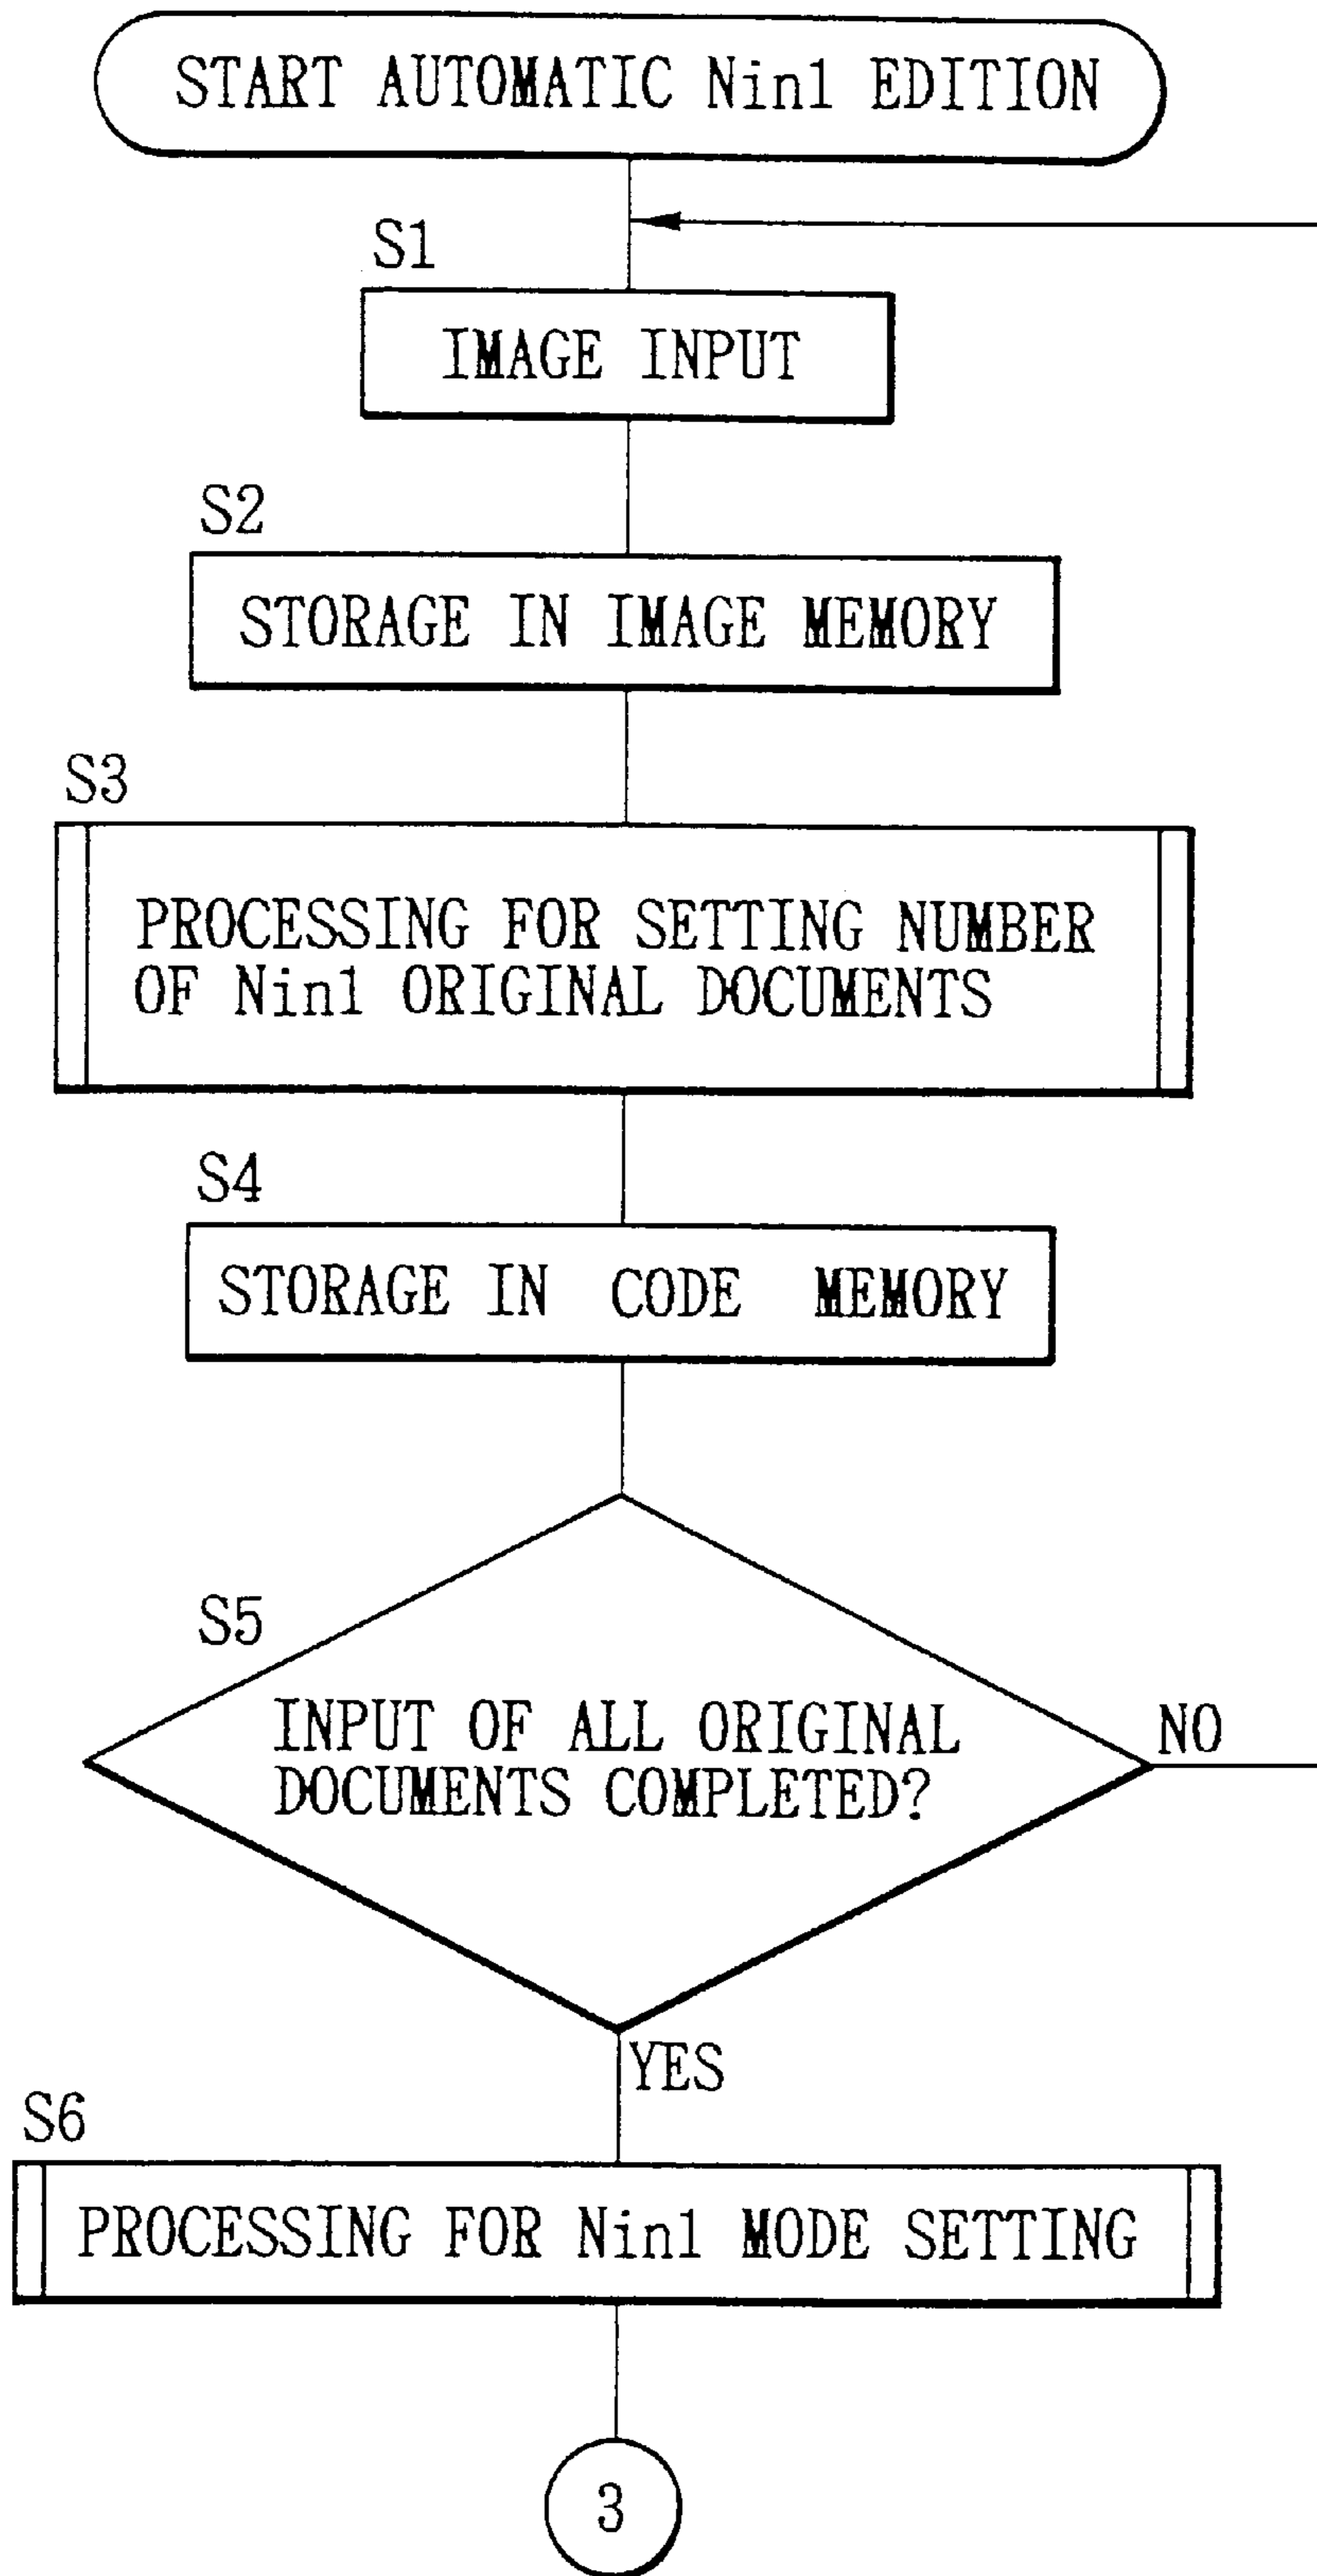 START AUTOMATIC Nin1 EDITION
S1
IMAGE INPUT
S2
STORAGE IN IMAGE MEMORY
S3
PROCESSING FOR SETTING NUMBER
OF Nin1 ORIGINAL DOCUMENTS
S4
STORAGE IN CODE MEMORY
S5
INPUT OF ALL ORIGINAL
DOCUMENTS COMPLETED?
NO
YES
S6
PROCESSING FOR Nin1 MODE SETTING
3